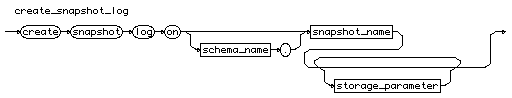 create_snapshot_log
create snapshot log on snapshot_name
schema_name .
storage_parameter